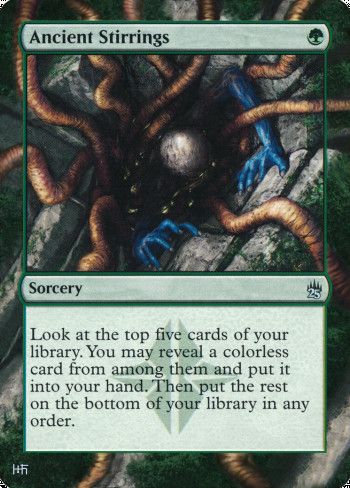 Ancient Stirrings
Sorcery
25
Look at the top five cards of your
library. You may reveal a colorless
card from among them and put it
into your hand. Then put the rest
on the bottom of your library in any
order.